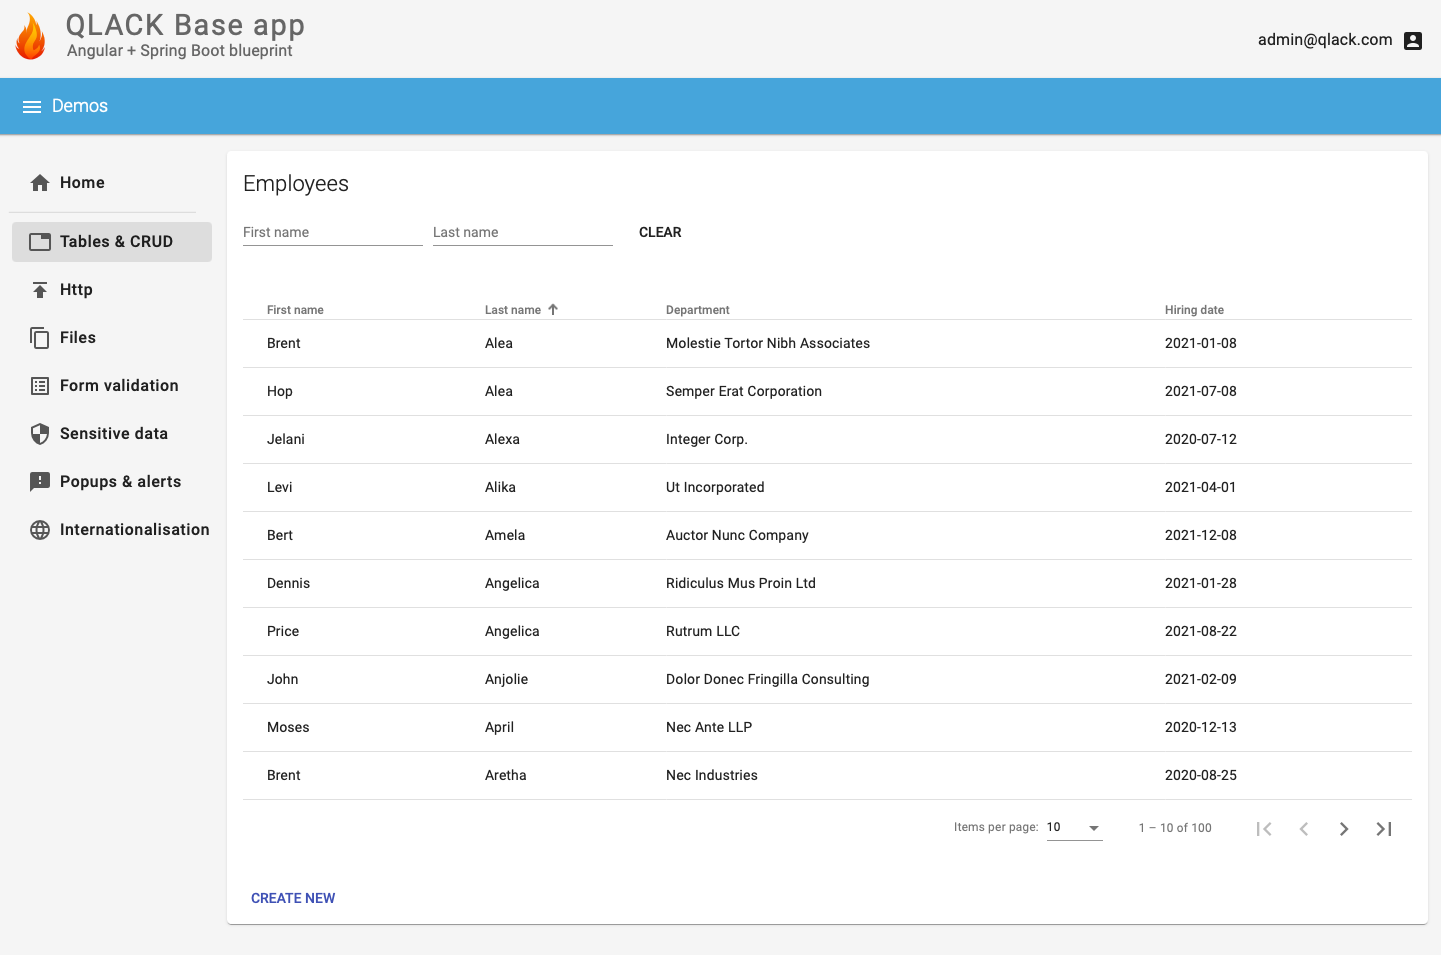 QLACK Base app
Angular + Spring Boot blueprint
admin@qlack.com
Demos
Home
Tables & CRUD
Http
Files
Form validation
Sensitive data
Popups & alerts
Internationalisation
Employees
First name Last name CLEAR
First name Last name Department Hiring date
Brent Alea Molestie Tortor Nibh Associates 2021-01-08
Hop Alea Semper Erat Corporation 2021-07-08
Jelani Alexa Integer Corp. 2020-07-12
Levi Alika Ut Incorporated 2021-04-01
Bert Amela Auctor Nunc Company 2021-12-08
Dennis Angelica Ridiculus Mus Proin Ltd 2021-01-28
Price Angelica Rutrum LLC 2021-08-22
John Anjolie Dolor Donec Fringilla Consulting 2021-02-09
Moses April Nec Ante LLP 2020-12-13
Brent Aretha Nec Industries 2020-08-25
Items per page: 10 1 – 10 of 100
CREATE NEW